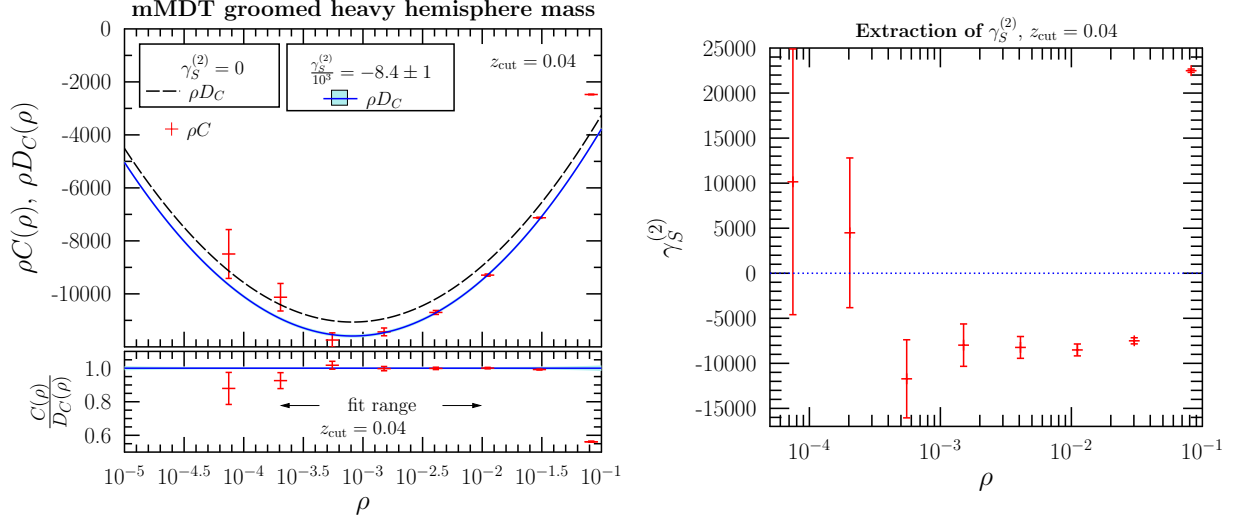 mMDT groomed heavy hemisphere mass
0
−2000
−4000
−6000
−8000
−10000
ρC(ρ), ρD_C(ρ)
γ_S^(2) = 0
ρD_C
γ_S^(2)/10^3 = −8.4 ± 1
ρD_C
z_cut = 0.04
ρC
1.0
0.8
0.6
C(ρ)/D_C(ρ)
fit range
z_cut = 0.04
10^−5 10^−4.5 10^−4 10^−3.5 10^−3 10^−2.5 10^−2 10^−1.5 10^−1
ρ
Extraction of γ_S^(2), z_cut = 0.04
25000
20000
15000
10000
5000
0
−5000
−10000
−15000
γ_S^(2)
10^−4 10^−3 10^−2 10^−1
ρ